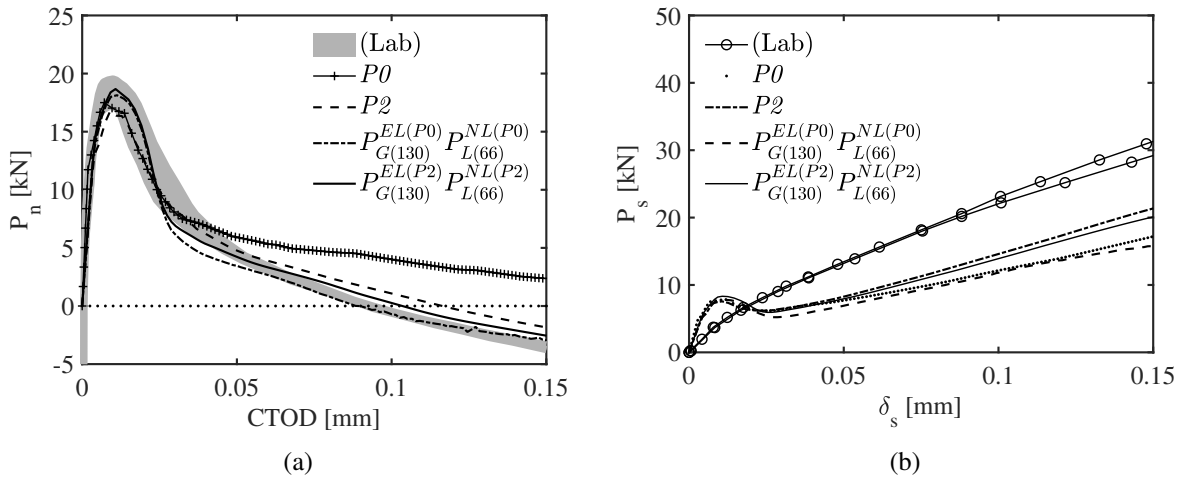 25
20
15
10
5
0
-5
P_n [kN]
0
0.05
0.1
0.15
CTOD [mm]
(Lab)
P0
P2
P_{G(130)}^{EL(P0)} P_{L(66)}^{NL(P0)}
P_{G(130)}^{EL(P2)} P_{L(66)}^{NL(P2)}
(a)
50
40
30
20
10
0
P_s [kN]
0
0.05
0.1
0.15
δ_s [mm]
(Lab)
P0
P2
P_{G(130)}^{EL(P0)} P_{L(66)}^{NL(P0)}
P_{G(130)}^{EL(P2)} P_{L(66)}^{NL(P2)}
(b)